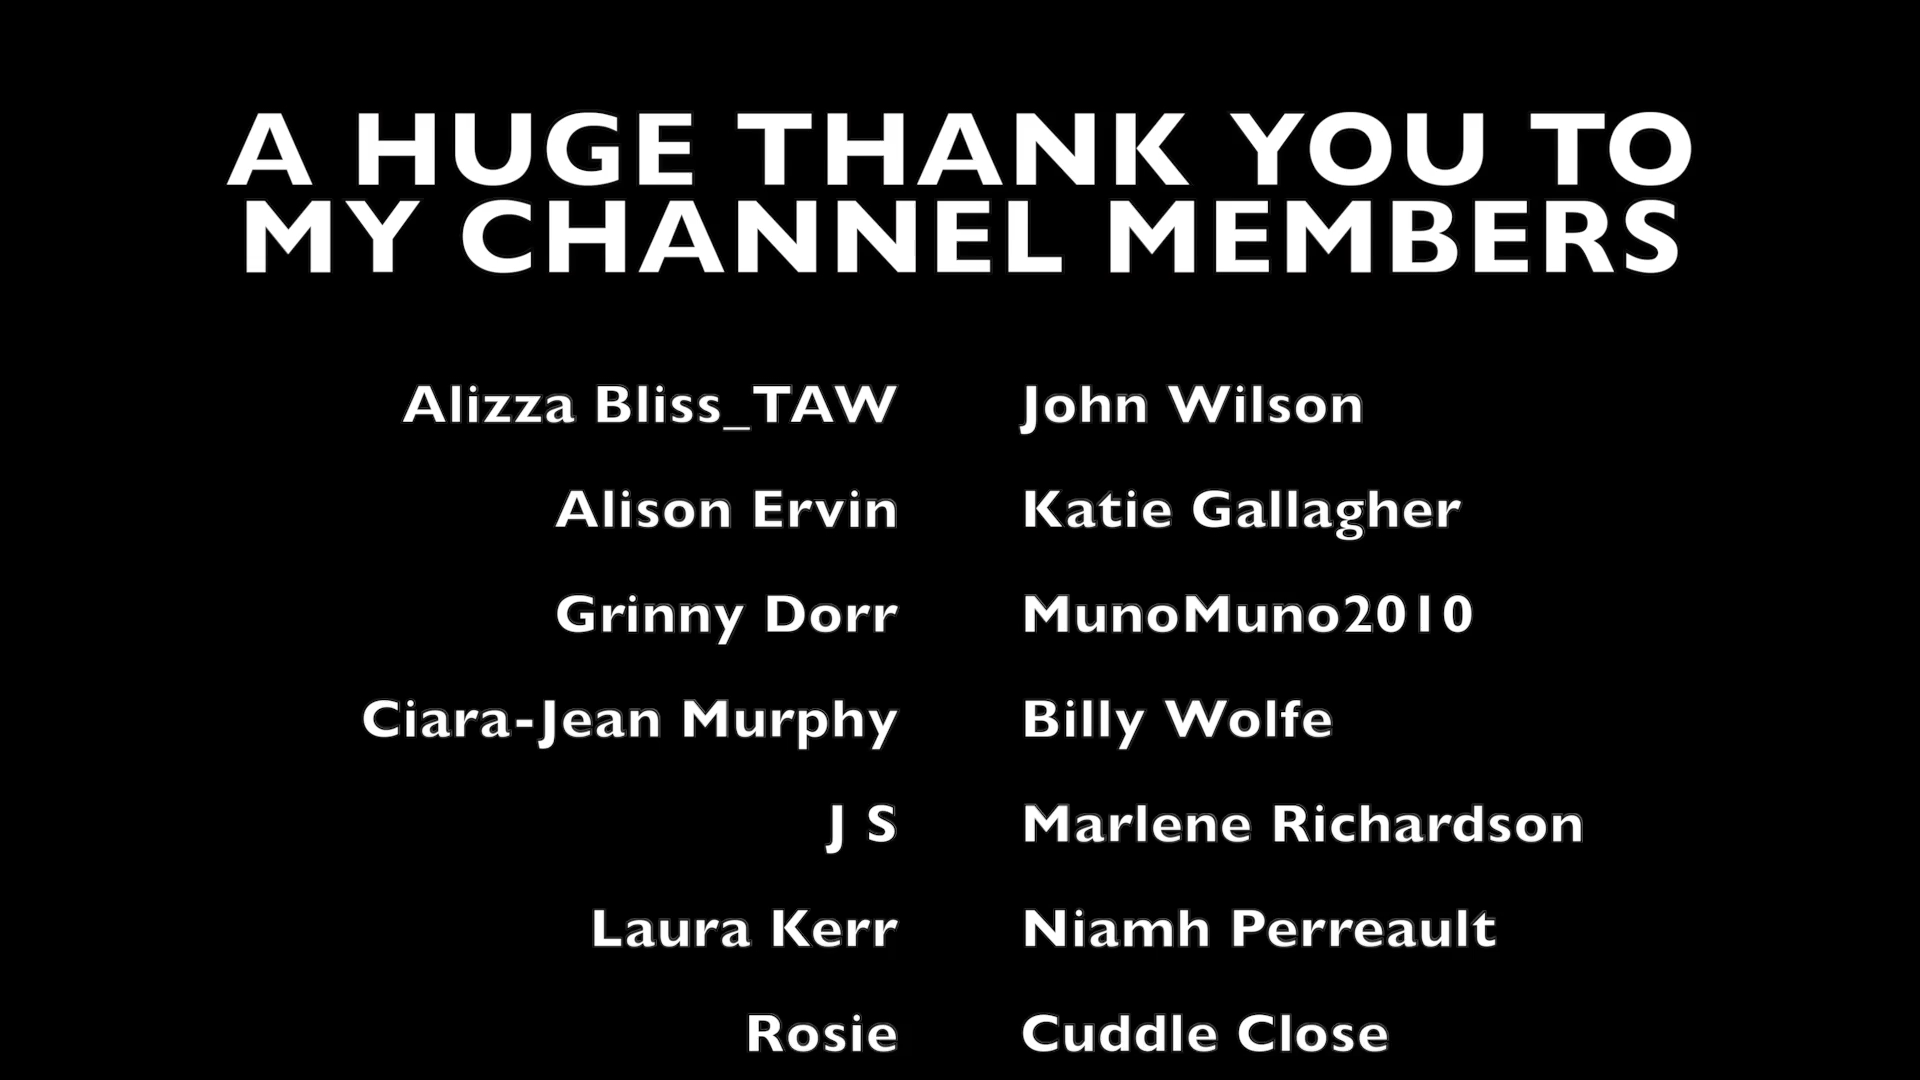 A HUGE THANK YOU TO
MY CHANNEL MEMBERS
Alizza Bliss_TAW John Wilson
Alison Ervin Katie Gallagher
Grinny Dorr MunoMuno2010
Ciara-Jean Murphy Billy Wolfe
J S Marlene Richardson
Laura Kerr Niamh Perreault
Rosie Cuddle Close